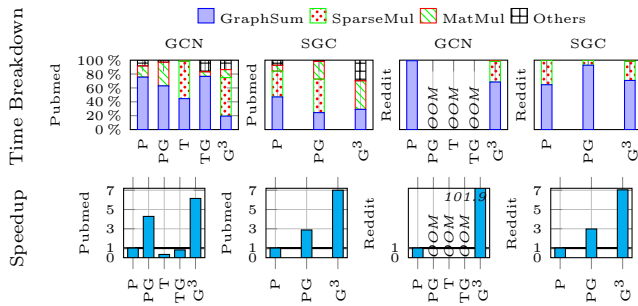 GraphSum SparseMul MatMul Others
GCN SGC GCN SGC
Time Breakdown
Pubmed
100 %
80 %
60 %
40 %
20 %
0 %
P PG T TG G³
Pubmed
P PG G³
Reddit
OOM OOM OOM
P PG T TG G³
Reddit
P PG G³
Speedup
Pubmed
7
5
3
1
0
P PG T TG G³
Pubmed
7
5
3
1
0
P PG G³
Reddit
101.9
1
0
OOM OOM OOM
P PG T TG G³
Reddit
7
5
3
1
0
P PG G³